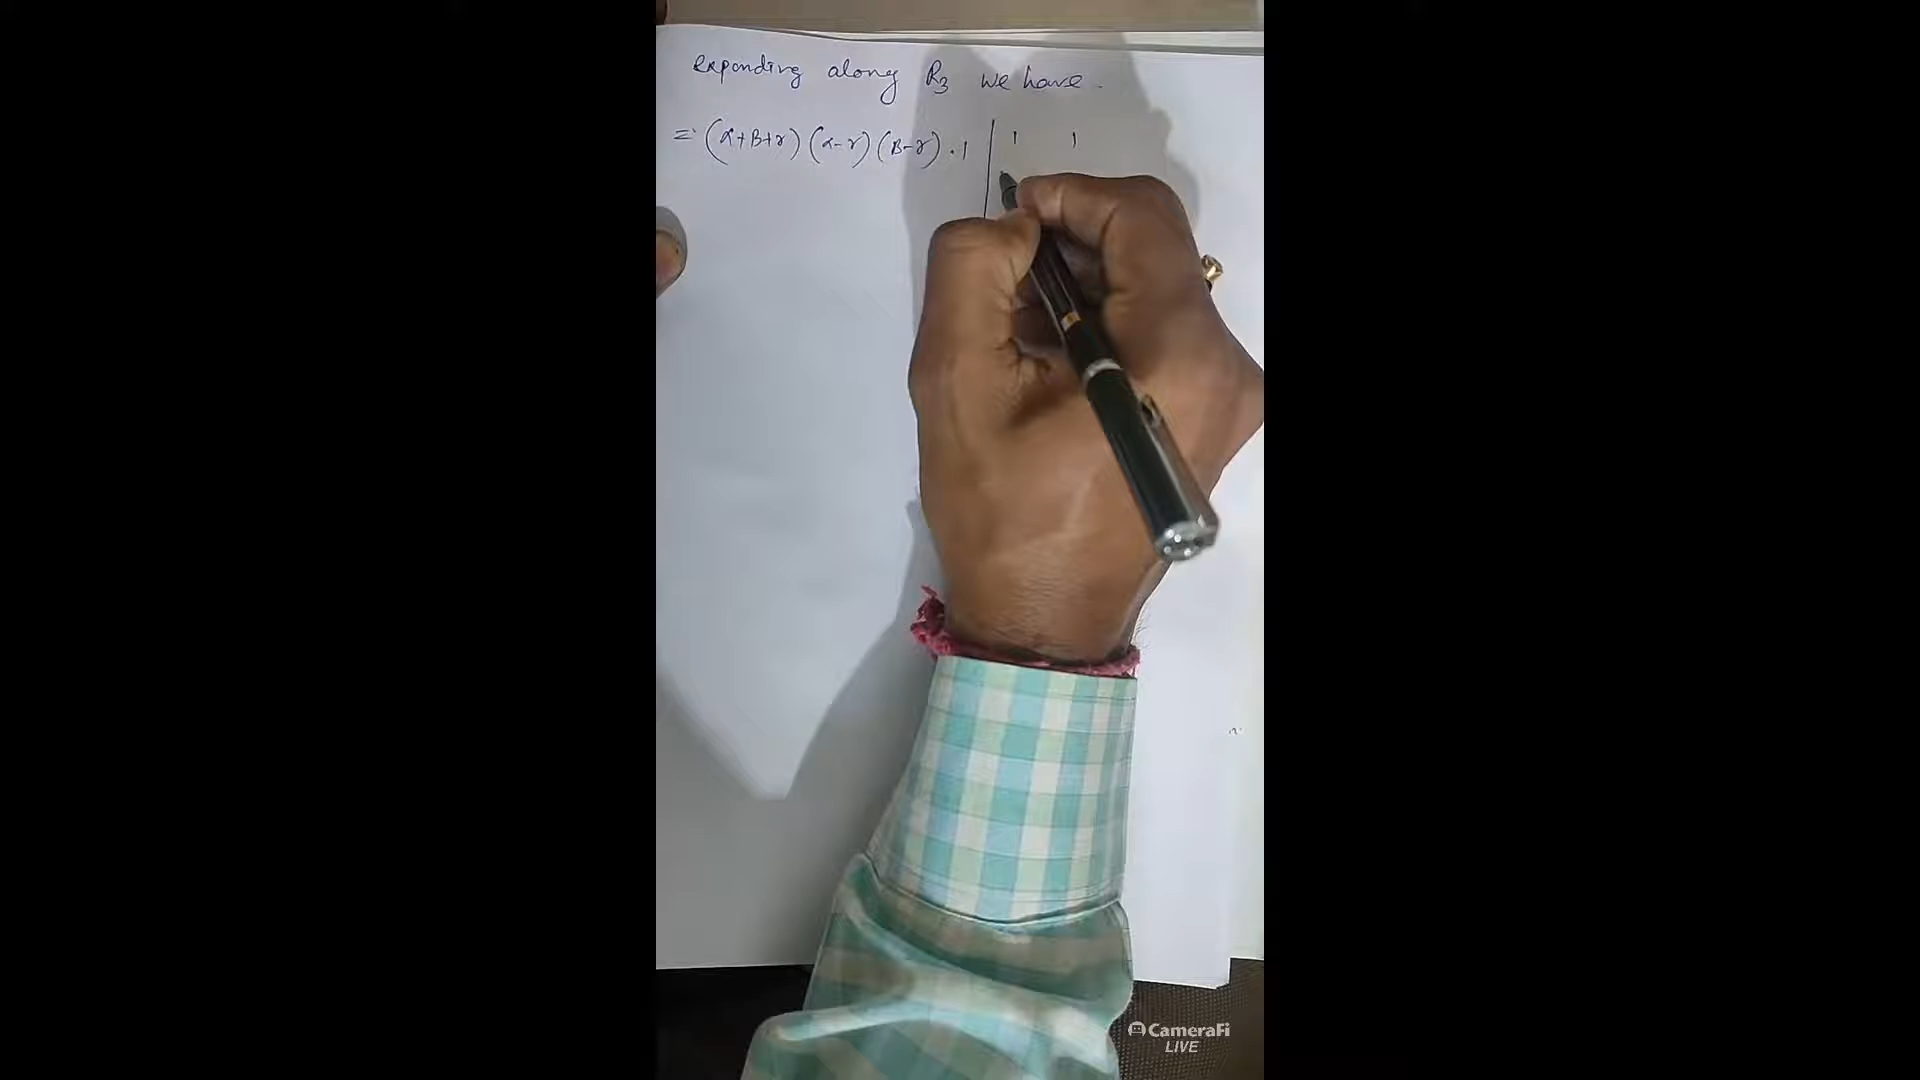 expanding along R₃ we have.
= (α+β+γ) (α-γ) (β-γ) . 1 | 1 1
CameraFi
LIVE